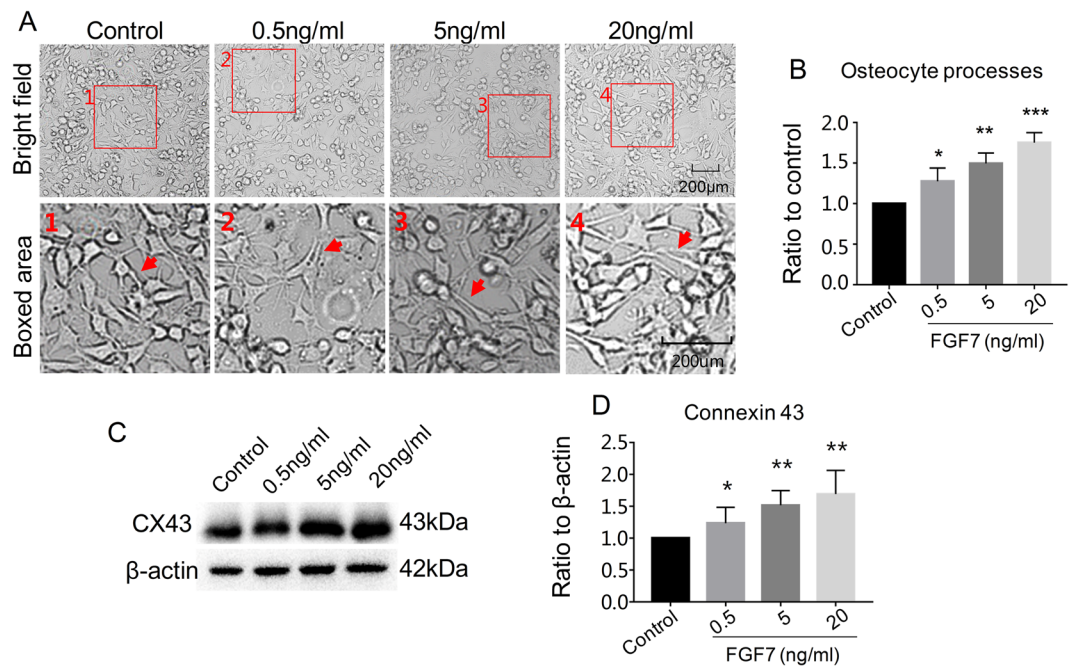 A
Control
0.5ng/ml
5ng/ml
20ng/ml
Bright field
1
2
3
4
200μm
Boxed area
1
2
3
4
200μm
B
Osteocyte processes
Ratio to control
2.0
1.5
1.0
0.5
0.0
*
**
***
Control
0.5
5
20
FGF7 (ng/ml)
C
Control
0.5ng/ml
5ng/ml
20ng/ml
CX43
43kDa
β-actin
42kDa
D
Connexin 43
Ratio to β-actin
2.5
2.0
1.5
1.0
0.5
0.0
*
**
**
Control
0.5
5
20
FGF7 (ng/ml)